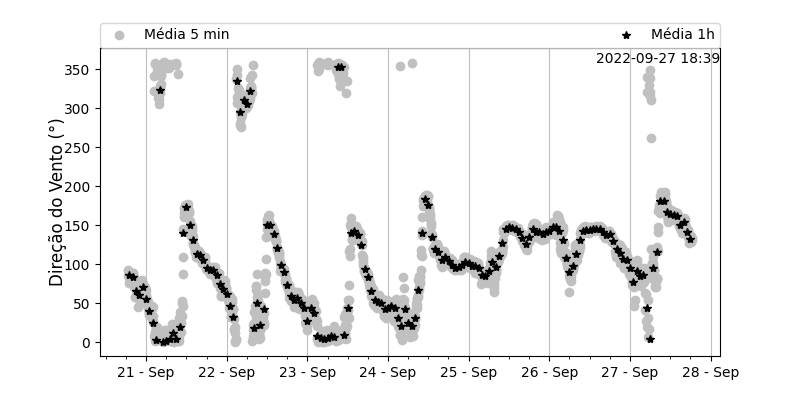 Média 5 min
Média 1h
2022-09-27 18:39
Direção do Vento (°)
350
300
250
200
150
100
50
0
21 - Sep
22 - Sep
23 - Sep
24 - Sep
25 - Sep
26 - Sep
27 - Sep
28 - Sep